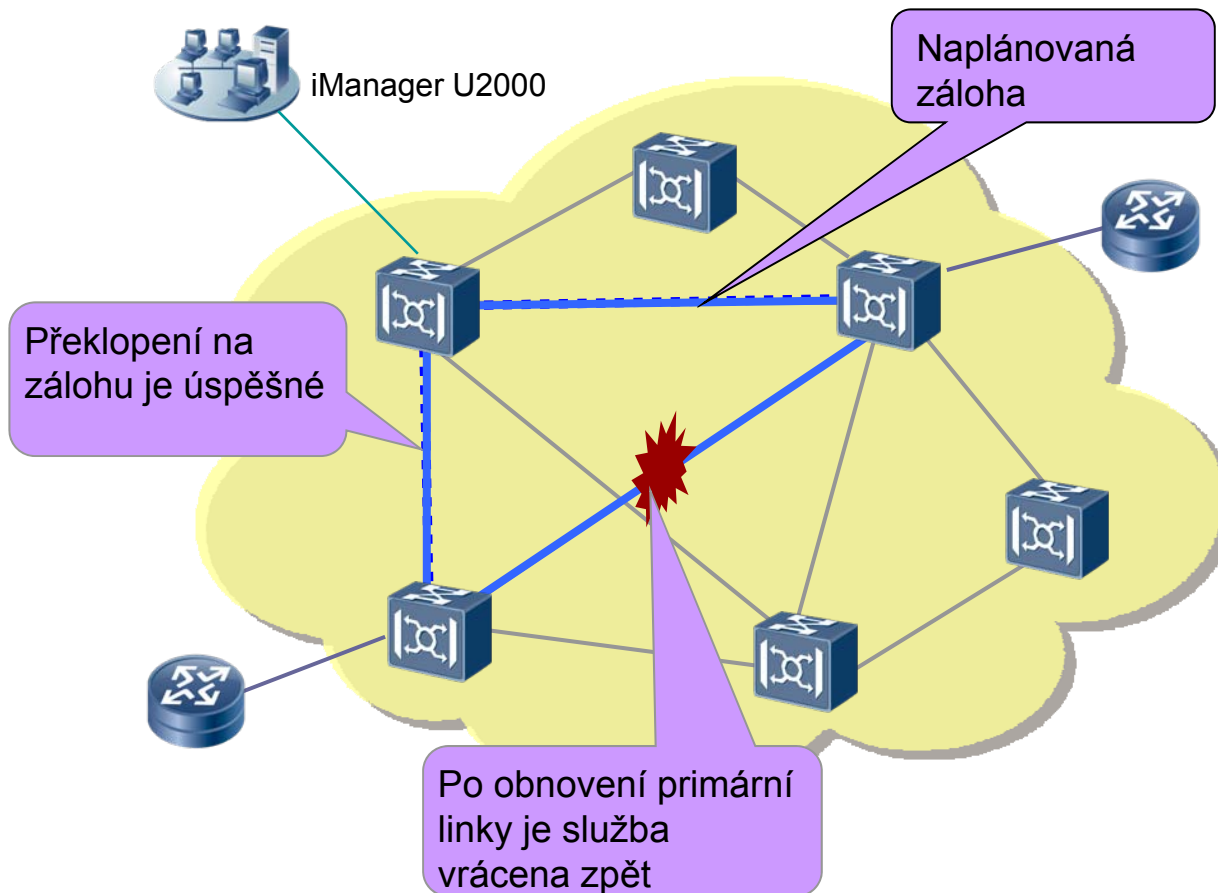 iManager U2000
Naplánovaná
záloha
Překlopení na
zálohu je úspěšné
Po obnovení primární
linky je služba
vrácena zpět